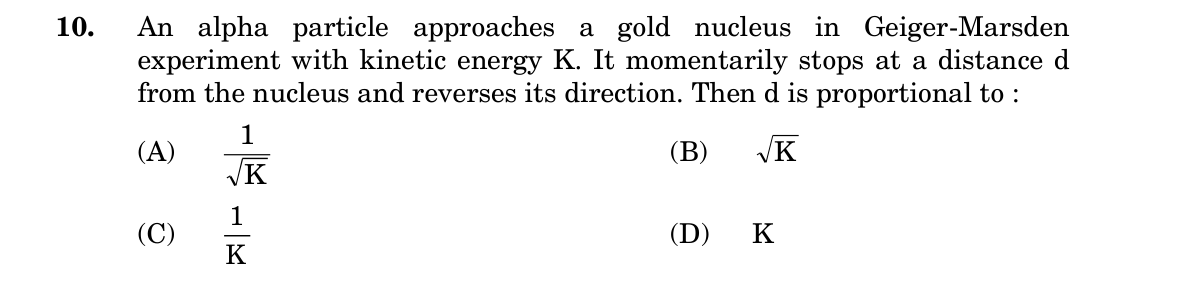 10. An alpha particle approaches a gold nucleus in Geiger-Marsden
experiment with kinetic energy K. It momentarily stops at a distance d
from the nucleus and reverses its direction. Then d is proportional to :
(A) 1/√K (B) √K
(C) 1/K (D) K